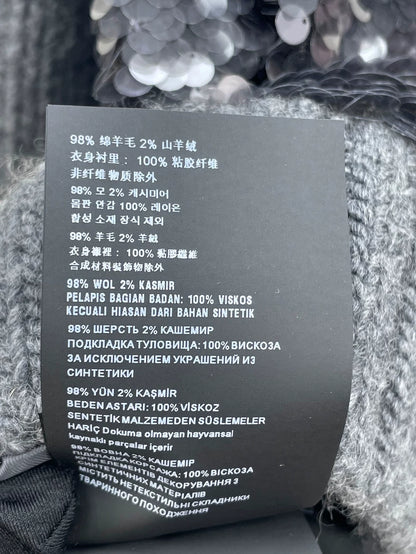 98% 绵羊毛 2% 山羊绒
衣身衬里： 100% 粘胶纤维
非纤维物质除外
98% 모 2% 캐시미어
몸판 안감 100% 레이온
합성 소재 장식 제외
98% 羊毛 2% 羊絨
衣身裡裡： 100% 黏膠纖維
合成材料裝飾物除外
98% WOL 2% KASMIR
PELAPIS BAGIAN BADAN: 100% VISKOS
KECUALI HIASAN DARI BAHAN SINTETIK
98% ШЕРСТЬ 2% КАШЕМИР
ПОДКЛАДКА ТУЛОВИЩА: 100% ВИСКОЗА
ЗА ИСКЛЮЧЕНИЕМ УКРАШЕНИЙ ИЗ
СИНТЕТИКИ
98% YÜN 2% KAŞMİR
BEDEN ASTARI: 100% VİSKOZ
SENTETİK MALZEMEDEN SÜSLEMELER
HARİÇ Dokuma olmayan hayvansal
kaynaklı parçalar içerir
98% ВОВНА 2% КАШЕМІР
ПІДКЛАДКА КОРСАЖА: 100% ВІСКОЗА
КРІМ ЕЛЕМЕНТІВ ДЕКОРУВАННЯ З
СИНТЕТИЧНИХ МАТЕРІАЛІВ
МІСТИТЬ НЕТЕКСТИЛЬНІ СКЛАДНИКИ
ТВАРИННОГО ПОХОДЖЕННЯ